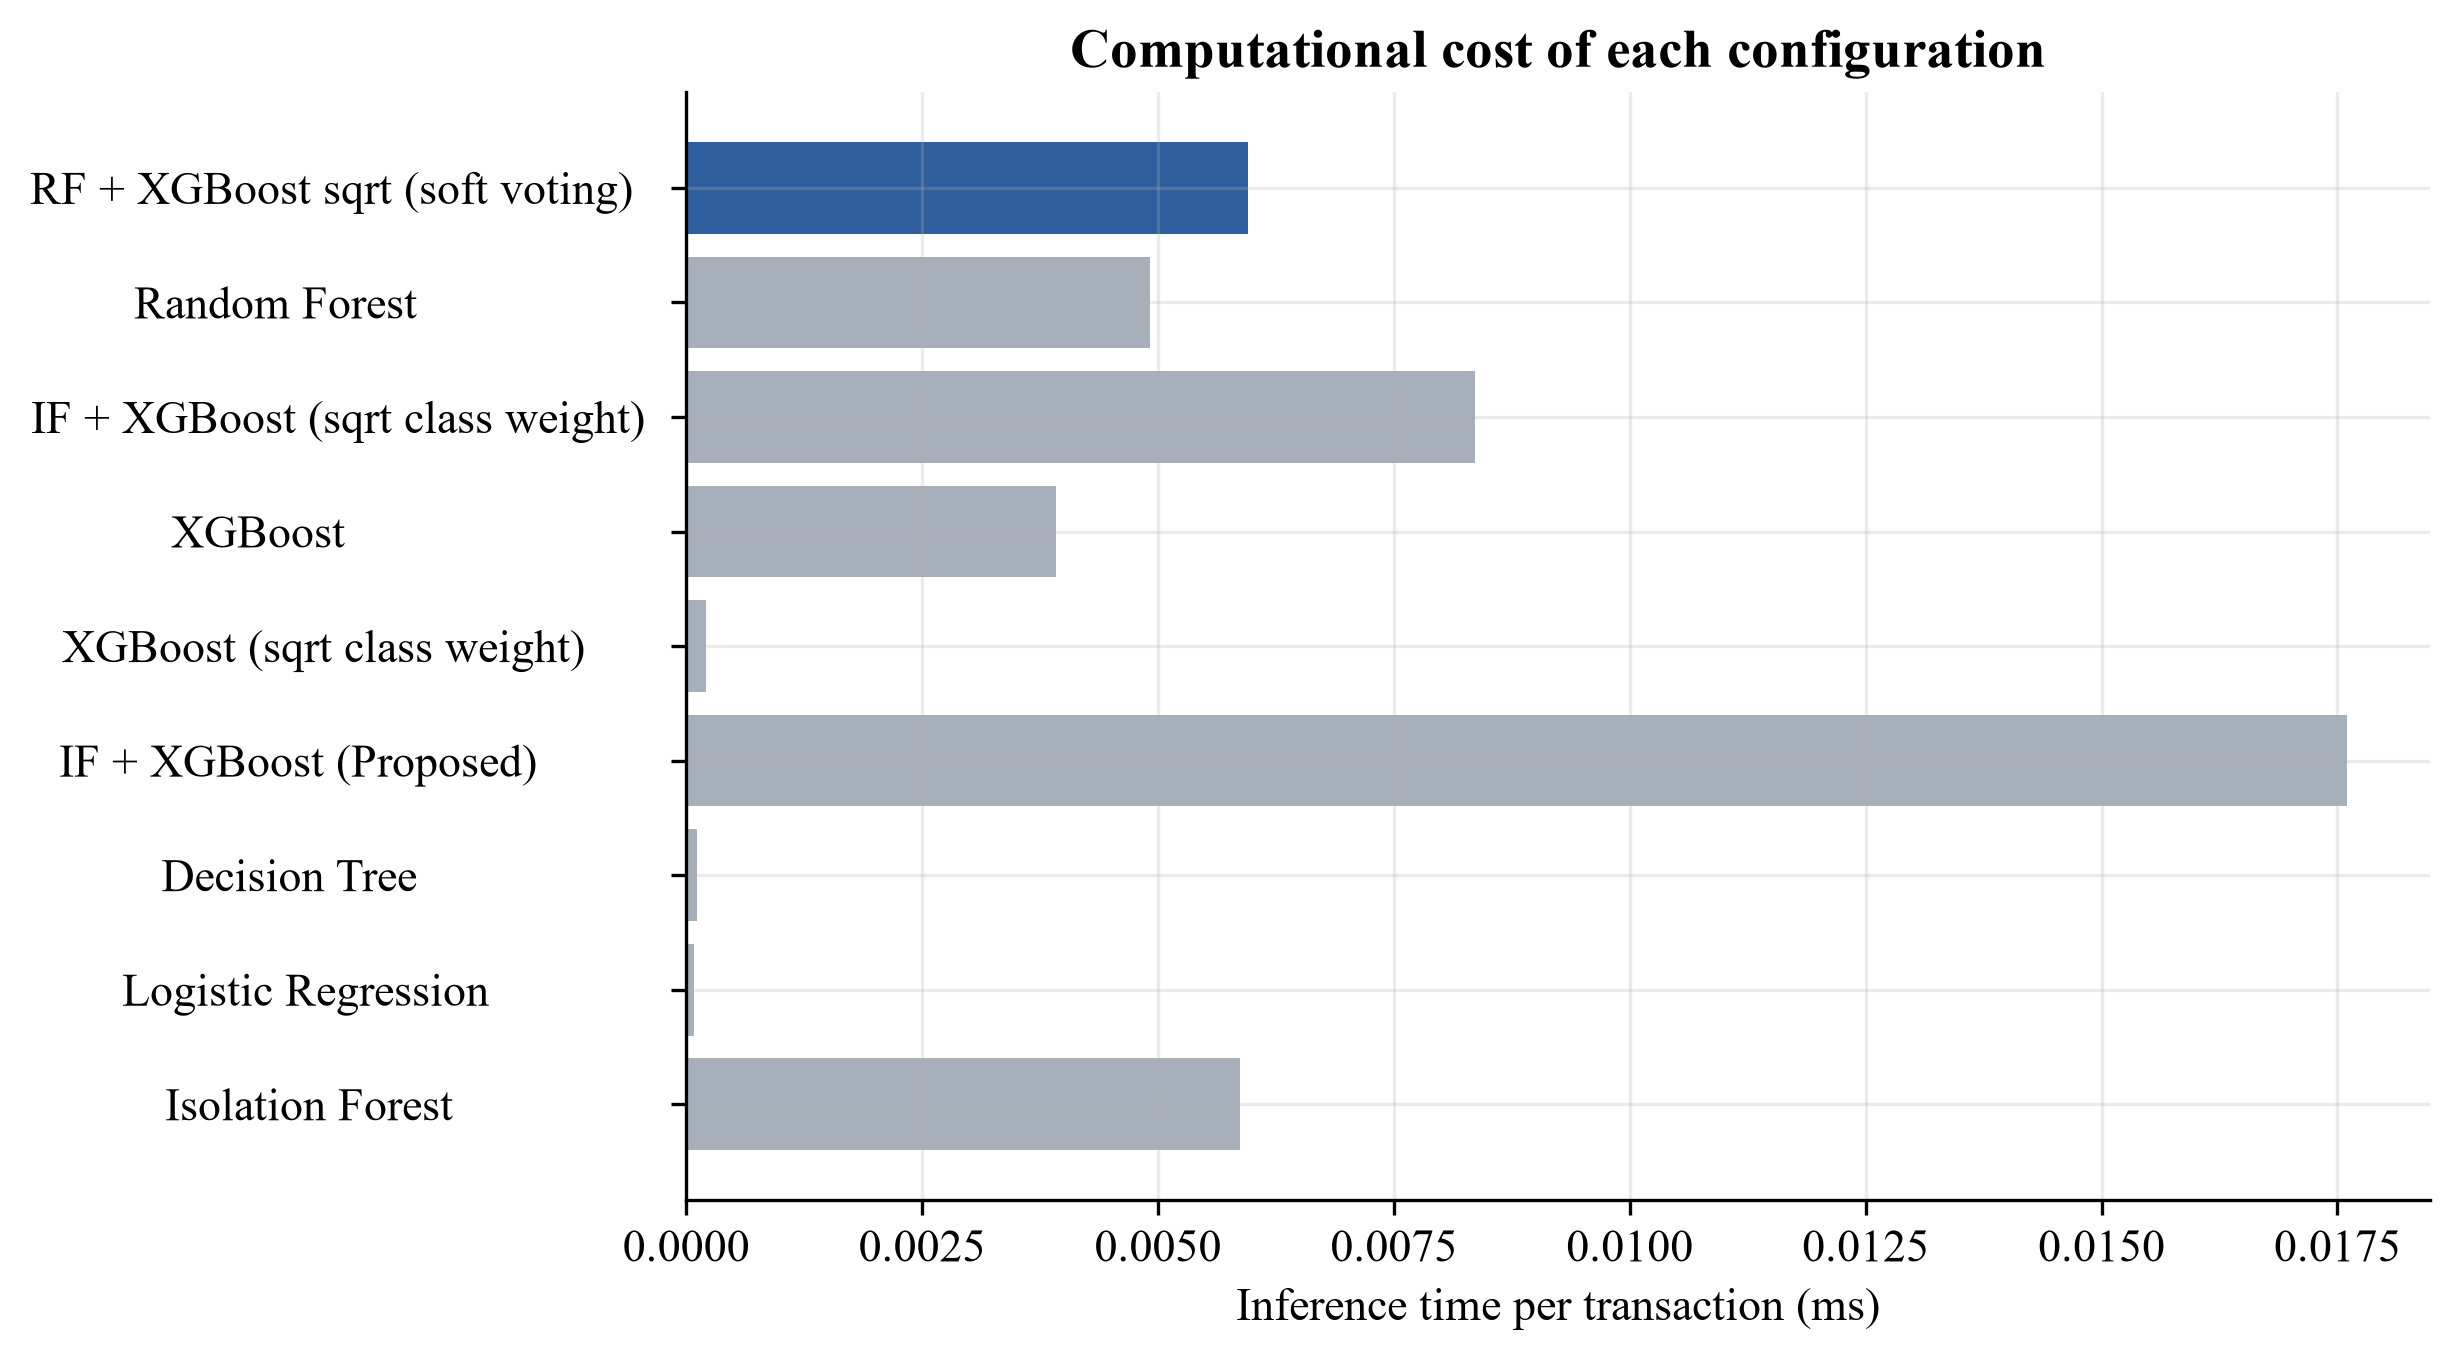 Computational cost of each configuration
RF + XGBoost sqrt (soft voting)
Random Forest
IF + XGBoost (sqrt class weight)
XGBoost
XGBoost (sqrt class weight)
IF + XGBoost (Proposed)
Decision Tree
Logistic Regression
Isolation Forest
0.0000 0.0025 0.0050 0.0075 0.0100 0.0125 0.0150 0.0175
Inference time per transaction (ms)